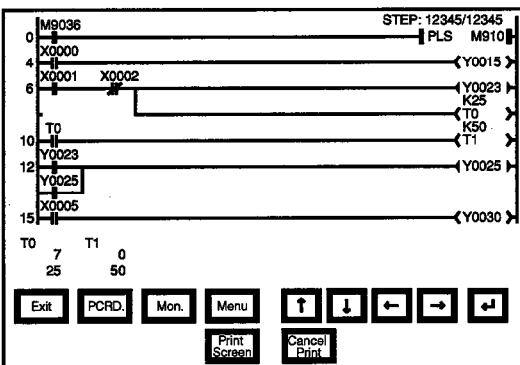 STEP: 12345/12345
M9036
0 PLS M910
X0000
4 Y0015
X0001 X0002
6 Y0023
K25
T0
T0 K50
10 T1
Y0023
12 Y0025
Y0025
X0005
15 Y0030
T0 T1
7 0
25 50
Exit PCRD. Mon. Menu ↑ ↓ ← → ↵
Print Screen Cancel Print